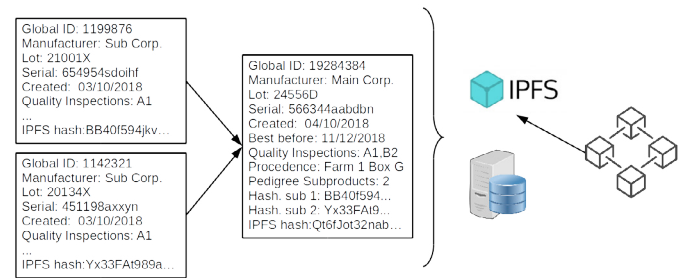 Global ID: 1199876
Manufacturer: Sub Corp.
Lot: 21001X
Serial: 654954sdoihf
Created:  03/10/2018
Quality Inspections: A1
...
IPFS hash:BB40f594jkv...
Global ID: 1142321
Manufacturer: Sub Corp.
Lot: 20134X
Serial: 451198axxyn
Created:  03/10/2018
Quality Inspections: A1
...
IPFS hash:Yx33FAt989a...
Global ID: 19284384
Manufacturer: Main Corp.
Lot: 24556D
Serial: 566344aabdbn
Created:  04/10/2018
Best before: 11/12/2018
Quality Inspections: A1,B2
Procedence: Farm 1 Box G
Pedigree Subproducts: 2
Hash. sub 1: BB40f594...
Hash. sub 2: Yx33FAt9...
IPFS hash:Qt6fJot32nab...
IPFS